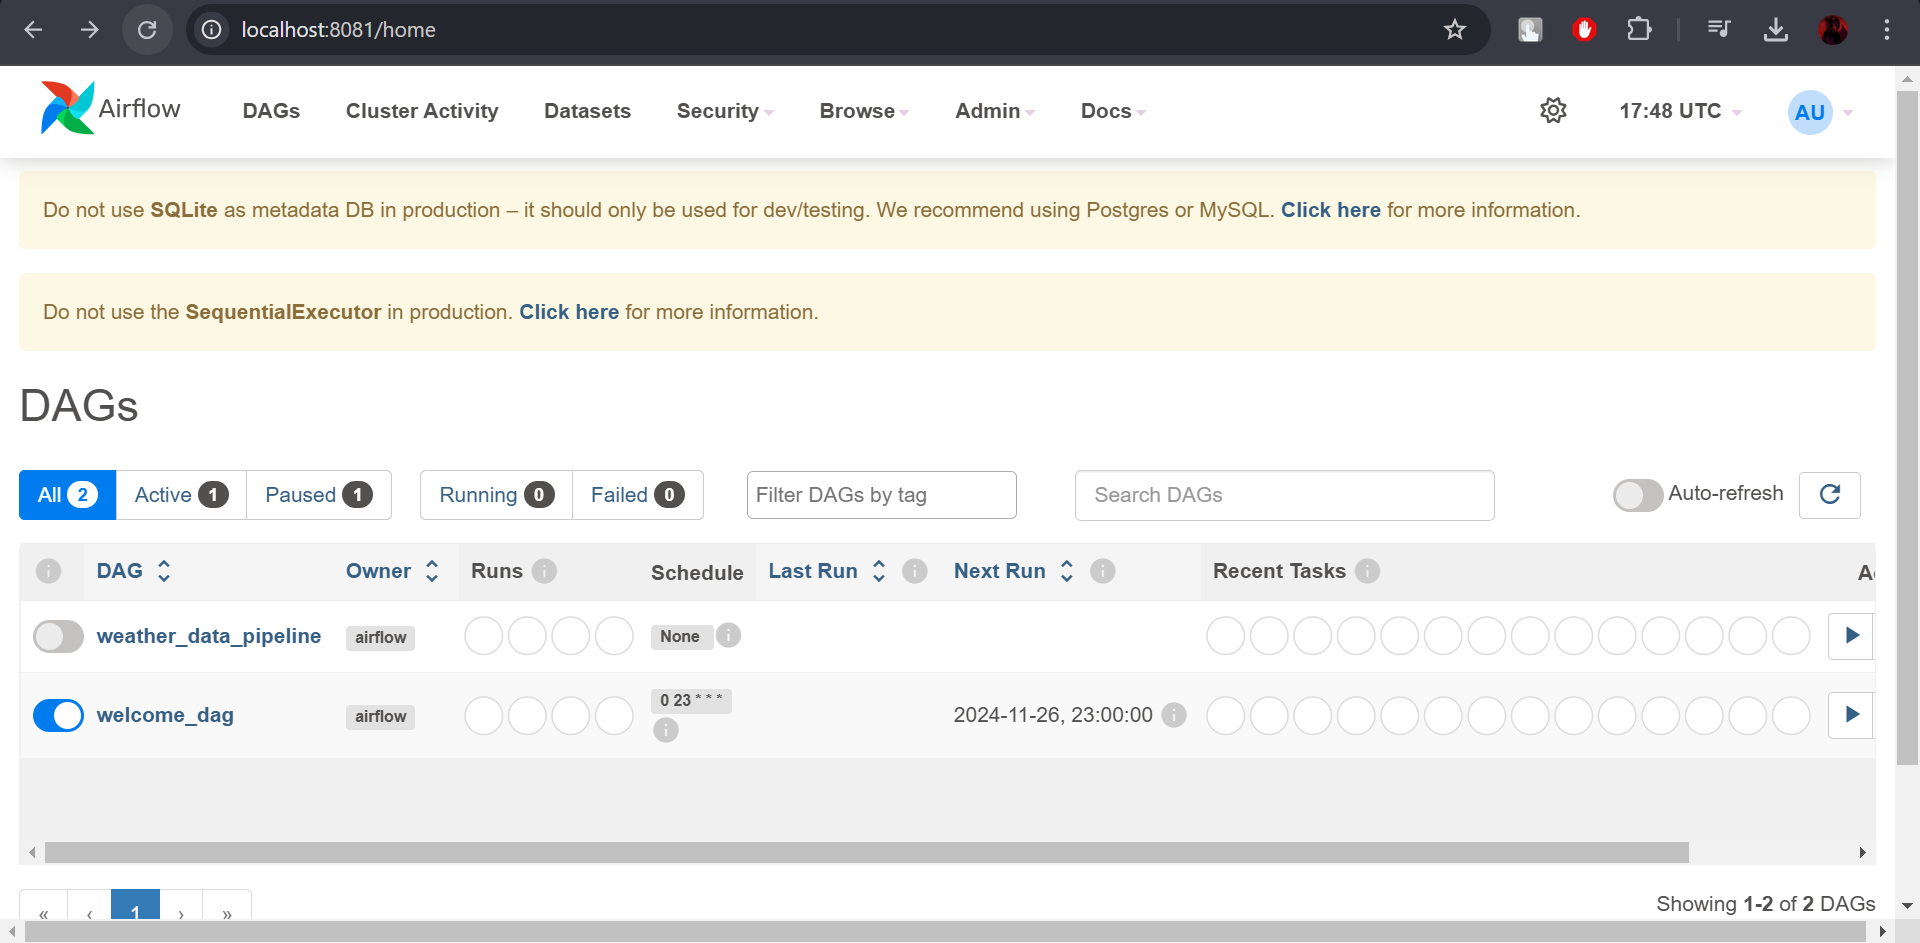 localhost:8081/home
Airflow DAGs Cluster Activity Datasets Security Browse Admin Docs 17:48 UTC AU
Do not use SQLite as metadata DB in production – it should only be used for dev/testing. We recommend using Postgres or MySQL. Click here for more information.
Do not use the SequentialExecutor in production. Click here for more information.
DAGs
All 2 Active 1 Paused 1 Running 0 Failed 0 Filter DAGs by tag Search DAGs Auto-refresh
DAG Owner Runs Schedule Last Run Next Run Recent Tasks
weather_data_pipeline airflow None
welcome_dag airflow 0 23 * * * 2024-11-26, 23:00:00
« ‹ 1 › » Showing 1-2 of 2 DAGs